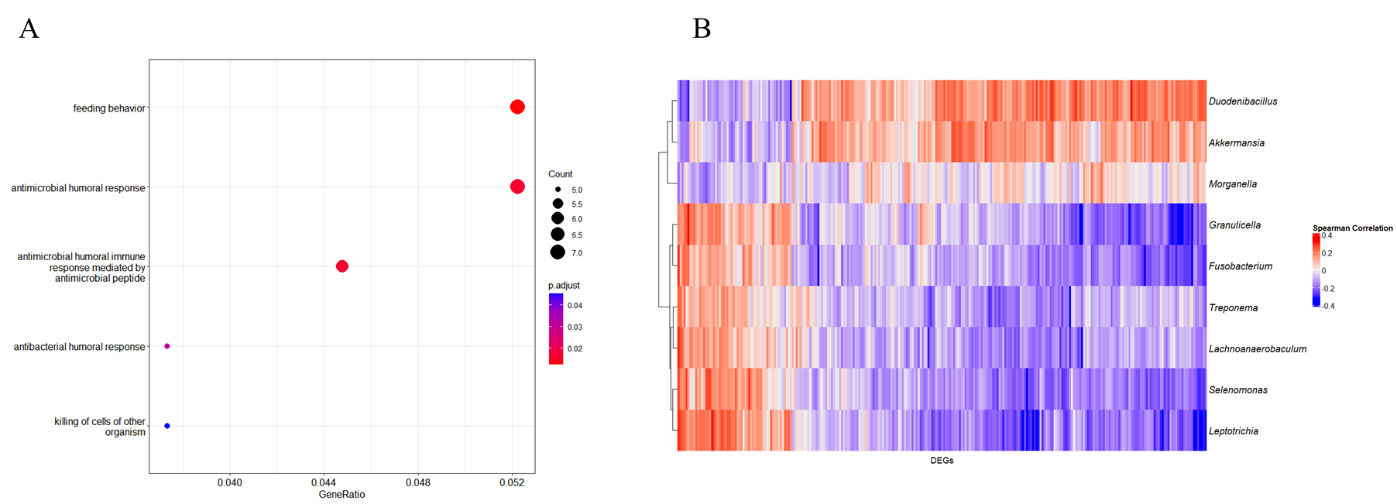 A
B
feeding behavior
antimicrobial humoral response
antimicrobial humoral immune
response mediated by
antimicrobial peptide
antibacterial humoral response
killing of cells of other
organism
0.040
0.044
0.048
0.052
GeneRatio
Count
5.0
5.5
6.0
6.5
7.0
p.adjust
0.04
0.03
0.02
Duodenibacillus
Akkermansia
Morganella
Granulicella
Fusobacterium
Treponema
Lachnoanaerobaculum
Selenomonas
Leptotrichia
DEGs
Spearman Correlation
0.4
0.2
0
-0.2
-0.4